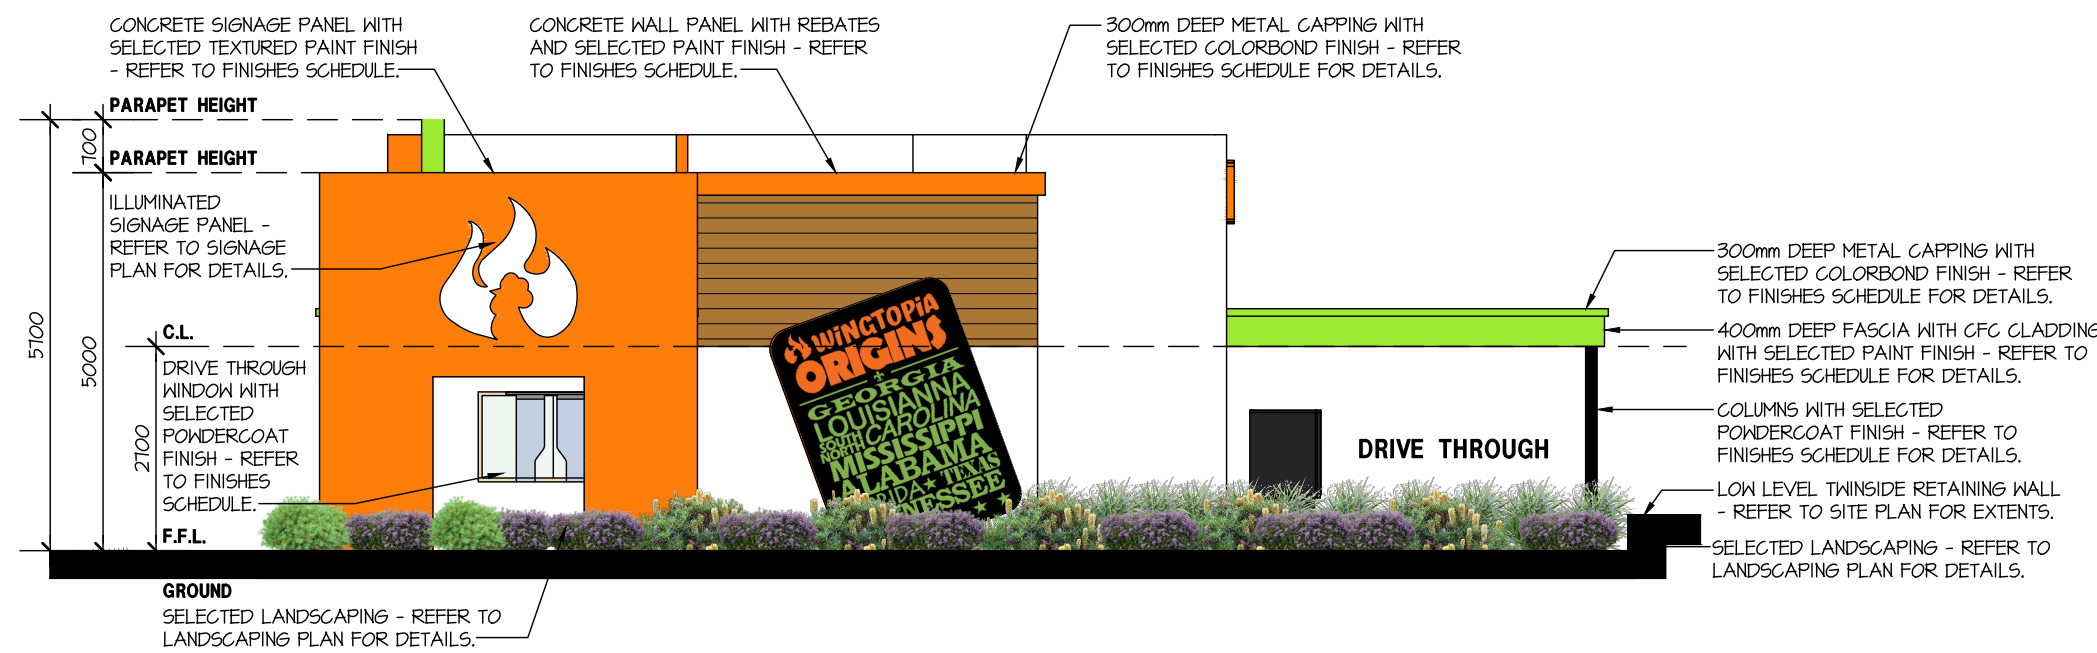 CONCRETE SIGNAGE PANEL WITH
SELECTED TEXTURED PAINT FINISH
- REFER TO FINISHES SCHEDULE.
CONCRETE WALL PANEL WITH REBATES
AND SELECTED PAINT FINISH - REFER
TO FINISHES SCHEDULE.
300mm DEEP METAL CAPPING WITH
SELECTED COLORBOND FINISH - REFER
TO FINISHES SCHEDULE FOR DETAILS.
PARAPET HEIGHT
700
PARAPET HEIGHT
ILLUMINATED
SIGNAGE PANEL -
REFER TO SIGNAGE
PLAN FOR DETAILS.
5700
5000
C.L.
2700
DRIVE THROUGH
WINDOW WITH
SELECTED
POWDERCOAT
FINISH - REFER
TO FINISHES
SCHEDULE.
F.F.L.
GROUND
SELECTED LANDSCAPING - REFER TO
LANDSCAPING PLAN FOR DETAILS.
WiNGTOPiA
ORIGINS
GEORGIA
LOUISIANNA
SOUTH
NORTH CAROLINA
MISSISSIPPI
ALABAMA
RIDA ★ TEXAS
NESSEE ★
DRIVE THROUGH
300mm DEEP METAL CAPPING WITH
SELECTED COLORBOND FINISH - REFER
TO FINISHES SCHEDULE FOR DETAILS.
400mm DEEP FASCIA WITH CFC CLADDING
WITH SELECTED PAINT FINISH - REFER TO
FINISHES SCHEDULE FOR DETAILS.
COLUMNS WITH SELECTED
POWDERCOAT FINISH - REFER TO
FINISHES SCHEDULE FOR DETAILS.
LOW LEVEL TWINSIDE RETAINING WALL
- REFER TO SITE PLAN FOR EXTENTS.
SELECTED LANDSCAPING - REFER TO
LANDSCAPING PLAN FOR DETAILS.